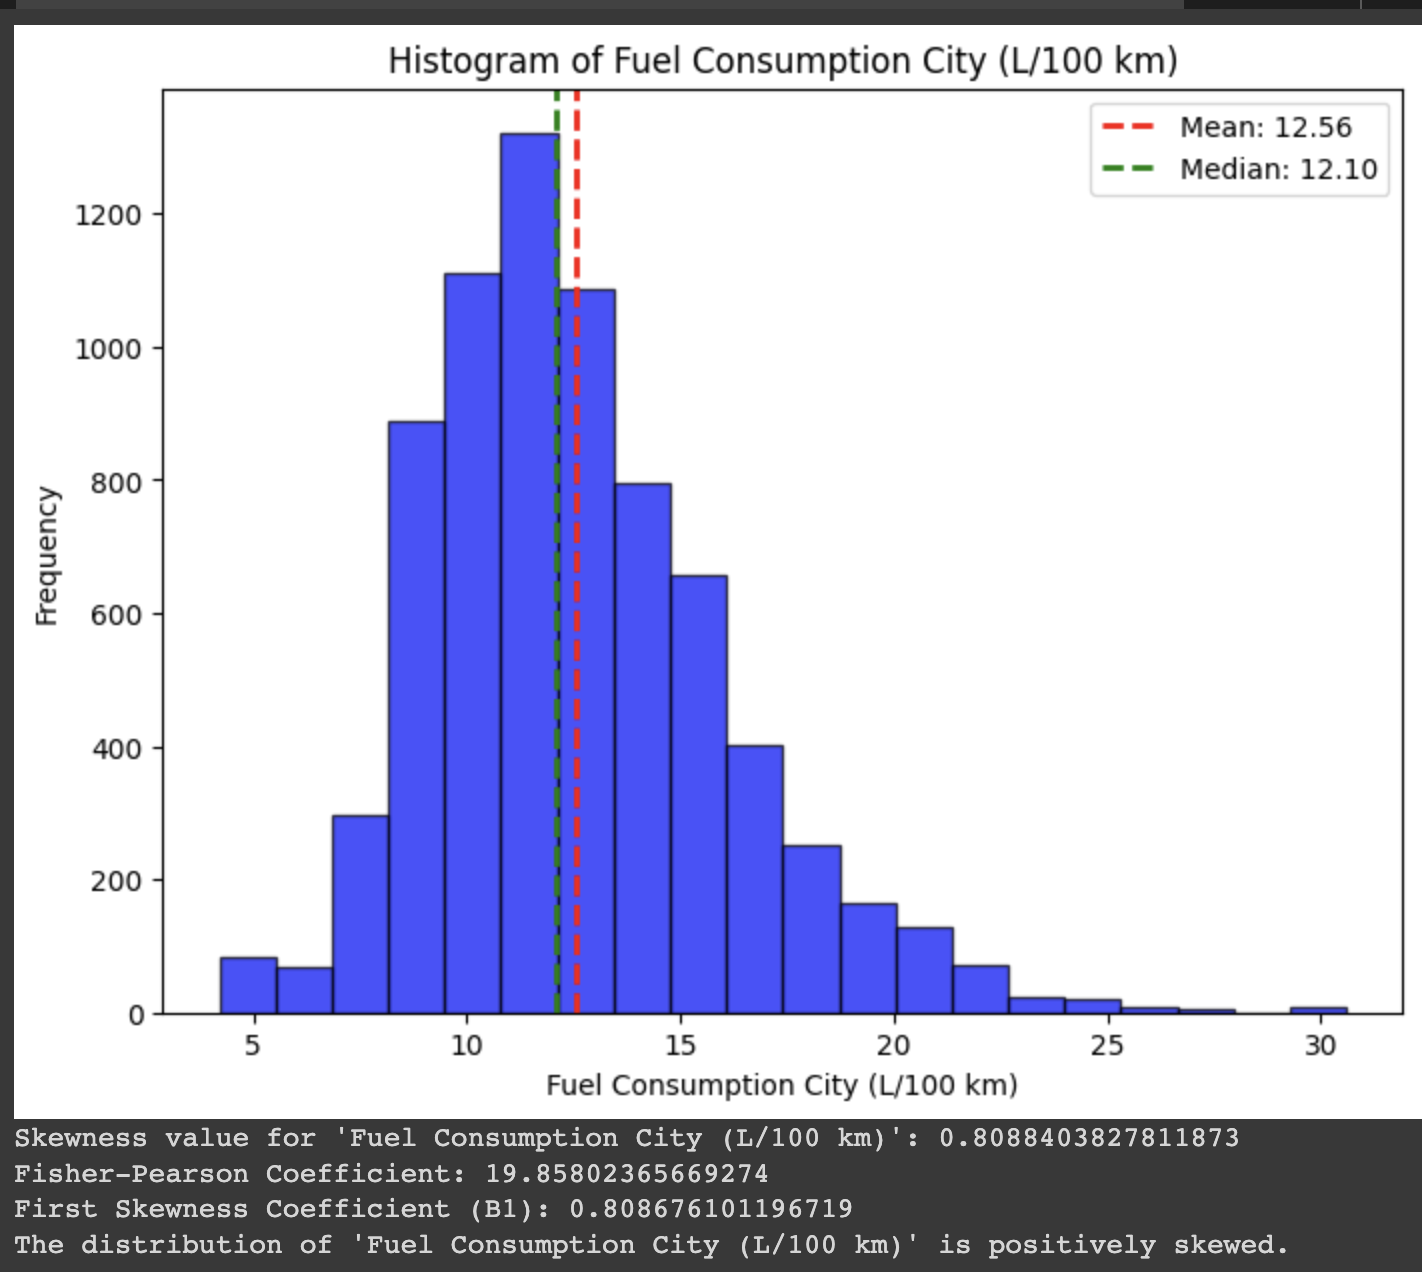 Histogram of Fuel Consumption City (L/100 km)
Mean: 12.56
Median: 12.10
1200
1000
800
600
400
200
0
Frequency
5 10 15 20 25 30
Fuel Consumption City (L/100 km)
Skewness value for 'Fuel Consumption City (L/100 km)': 0.8088403827811873
Fisher-Pearson Coefficient: 19.85802365669274
First Skewness Coefficient (B1): 0.808676101196719
The distribution of 'Fuel Consumption City (L/100 km)' is positively skewed.